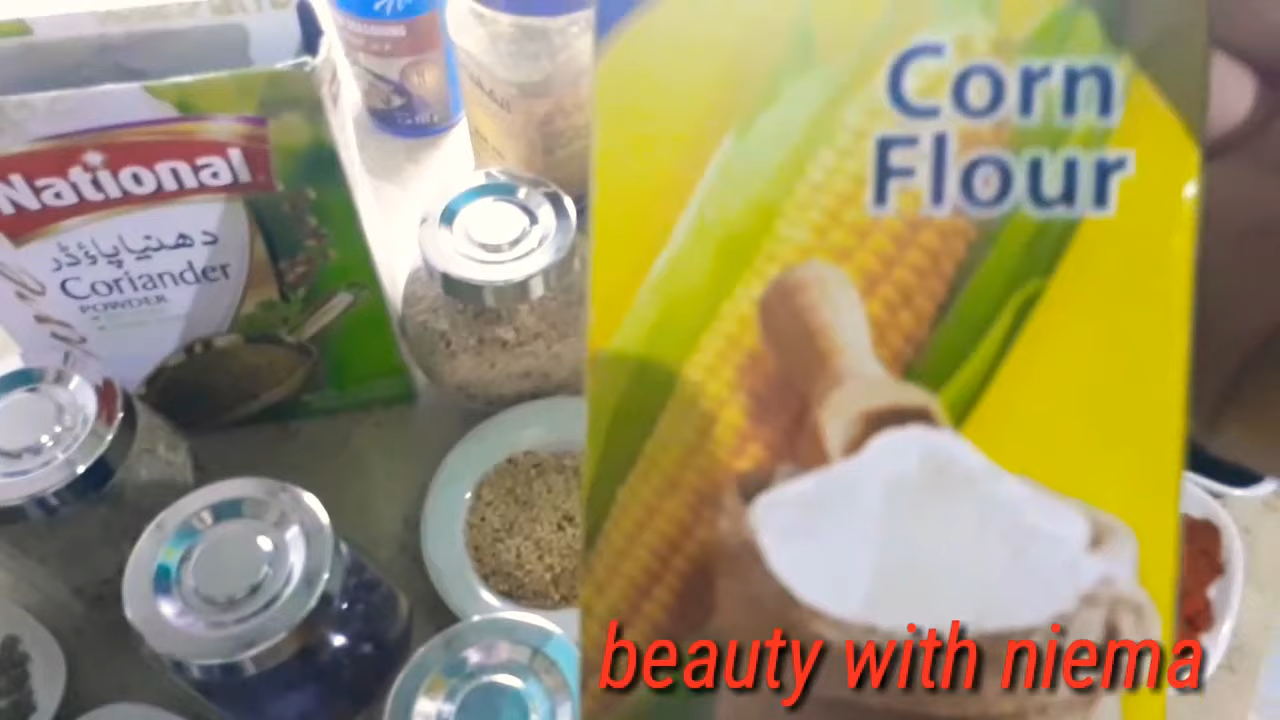 National
دھنیا پاؤڈر
Coriander
POWDER
Corn
Flour
beauty with niema